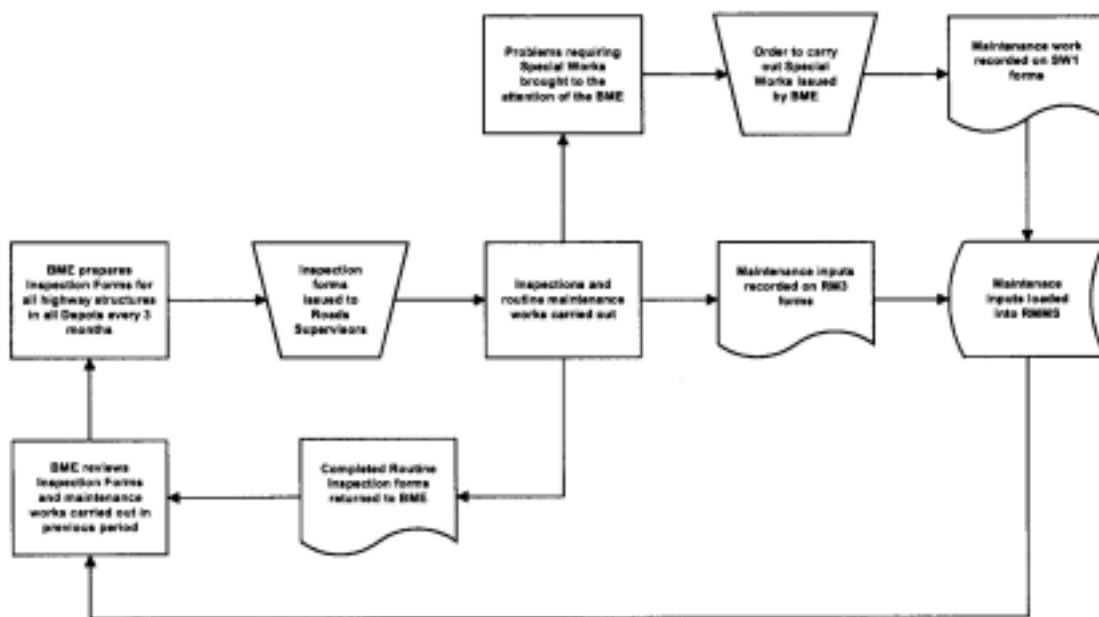 Problems requiring
Special Works
brought to the
attention of the BME
Order to carry
out Special
Works issued
by BME
Maintenance work
recorded on SW1
forms
BME prepares
Inspection Forms for
all highway structures
in all Depots every 3
months
Inspection
forms
issued to
Roads
Supervisors
Inspections and
routine maintenance
works carried out
Maintenance inputs
recorded on RM3
forms
Maintenace
inputs loaded
into RMMS
BME reviews
Inspection Forms
and maintenance
works carried out in
previous period
Completed Routine
Inspection forms
returned to BME